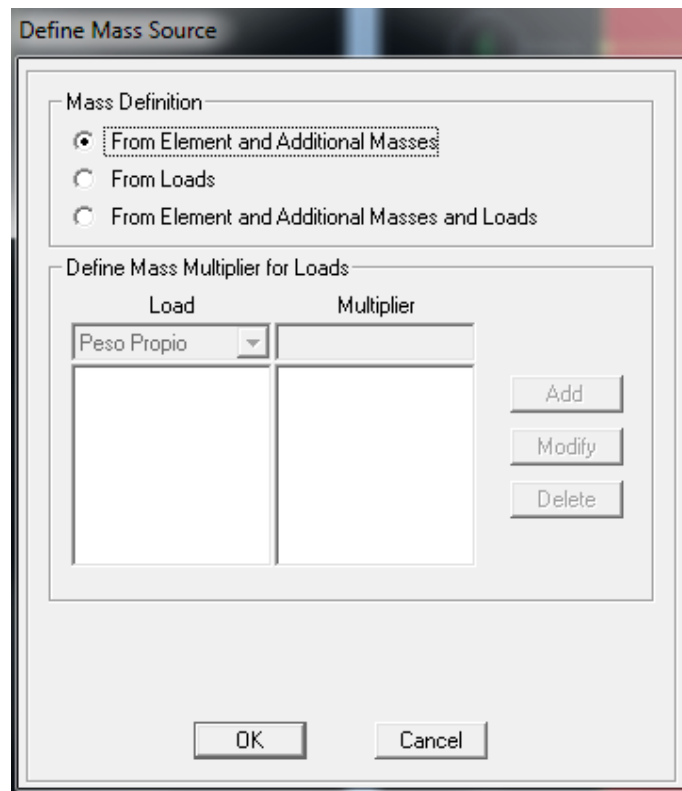 Define Mass Source
Mass Definition
From Element and Additional Masses
From Loads
From Element and Additional Masses and Loads
Define Mass Multiplier for Loads
Load Multiplier
Peso Propio
Add
Modify
Delete
OK Cancel